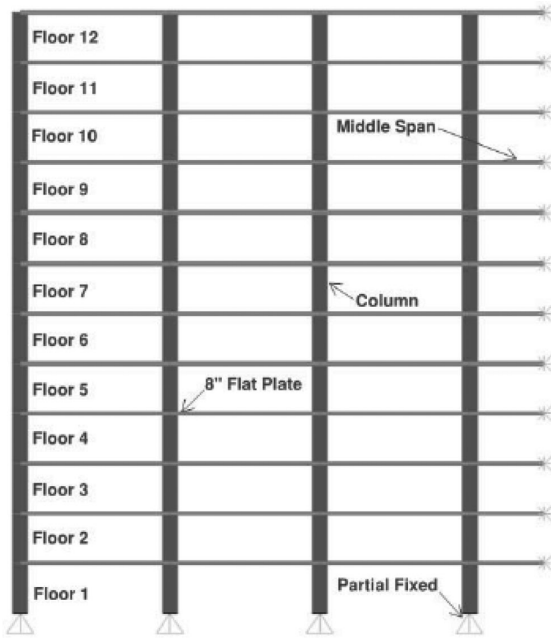 Floor 12
Floor 11
Floor 10
Middle Span
Floor 9
Floor 8
Floor 7
Column
Floor 6
Floor 5
8" Flat Plate
Floor 4
Floor 3
Floor 2
Floor 1
Partial Fixed